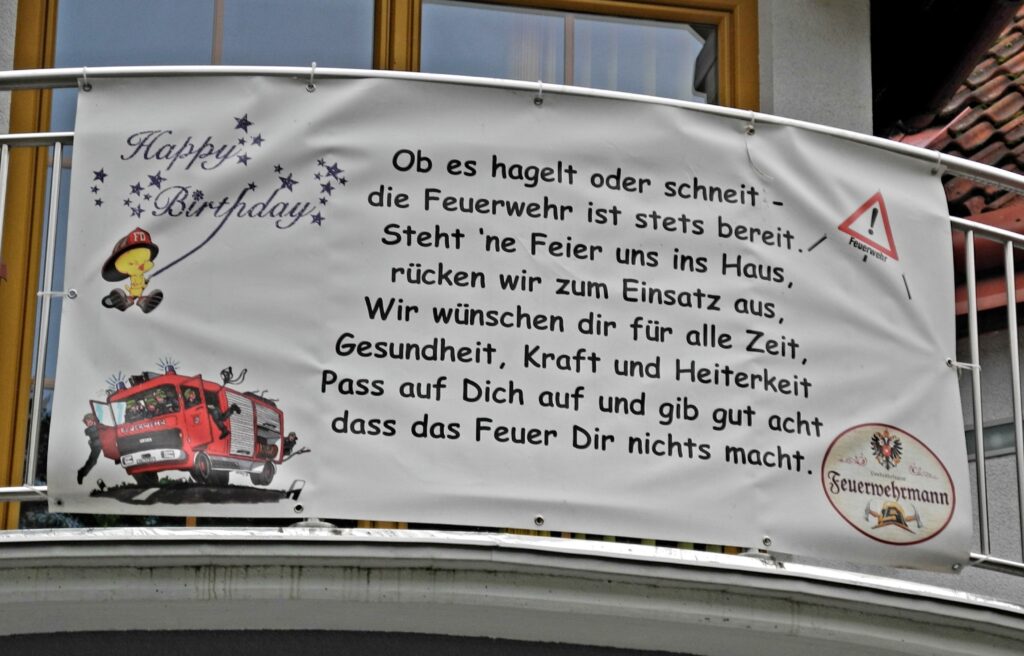 Happy
Birthday
FD
Ob es hagelt oder schneit -
die Feuerwehr ist stets bereit.
Steht 'ne Feier uns ins Haus,
rücken wir zum Einsatz aus,
Wir wünschen dir für alle Zeit,
Gesundheit, Kraft und Heiterkeit
Pass auf Dich auf und gib gut acht
dass das Feuer Dir nichts macht.
!
Feuerwehr
Feuerwehrmann